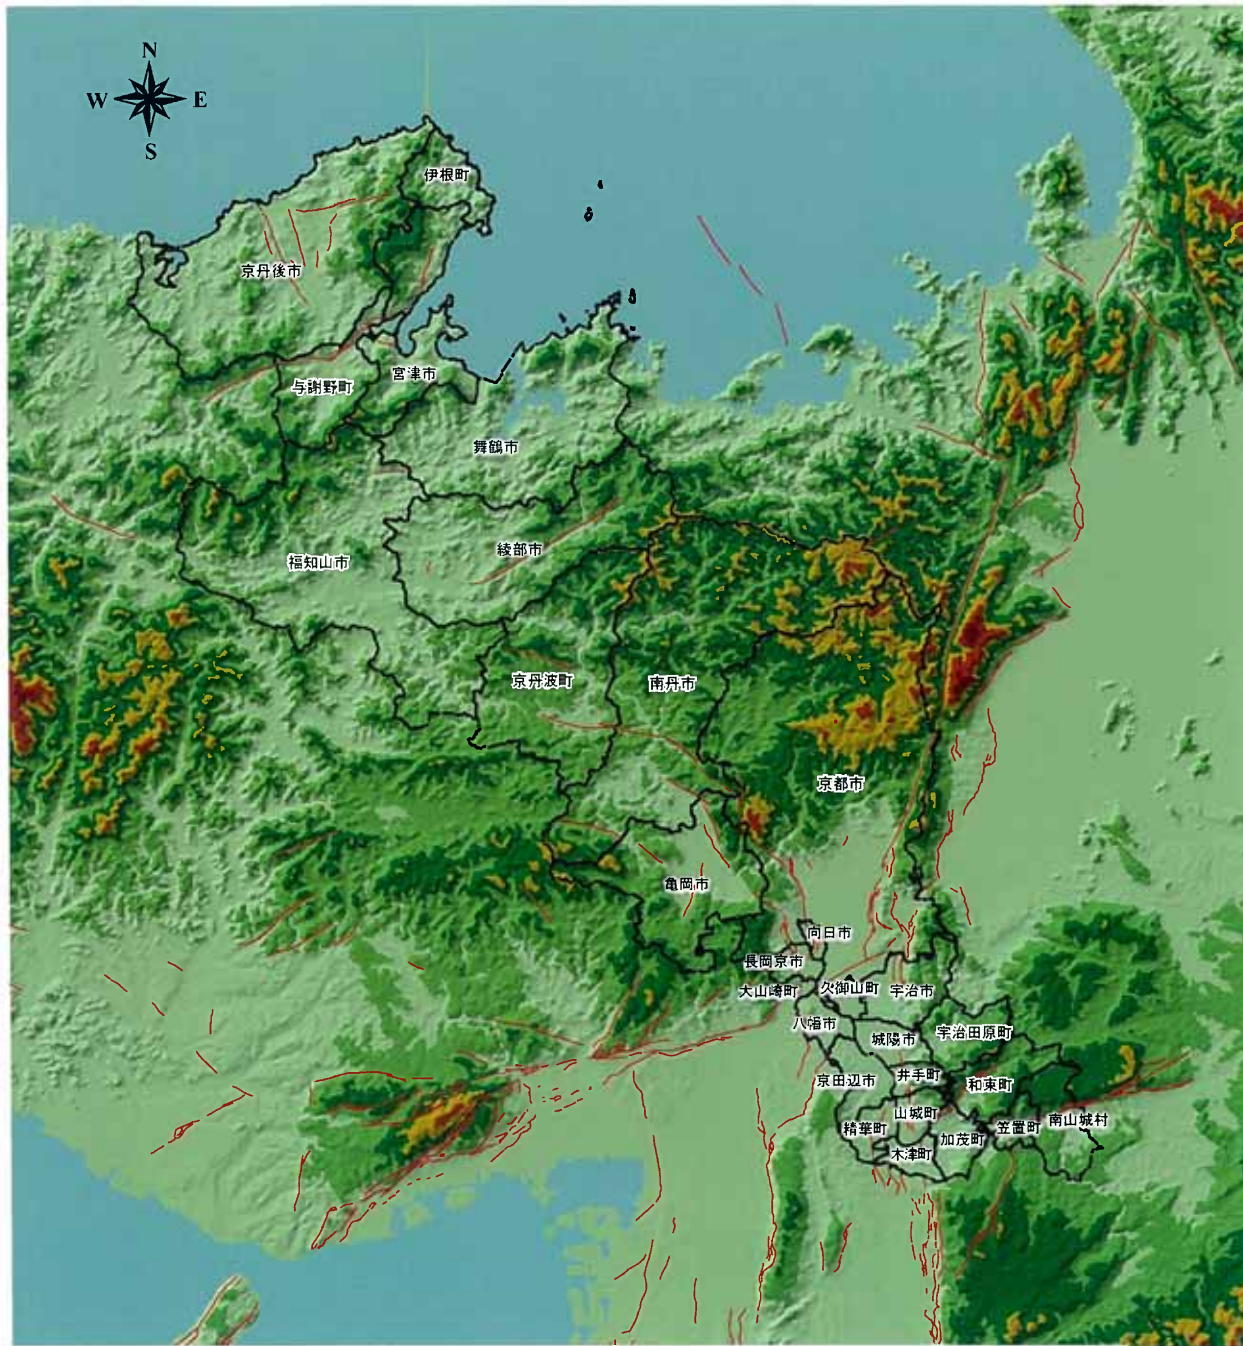 N
W E
S
伊根町
京丹後市
宮津市
与謝野町
舞鶴市
綾部市
福知山市
京丹波町
南丹市
京都市
亀岡市
向日市
長岡京市
大山崎町
久御山町
宇治市
八幡市
城陽市
宇治田原町
京田辺市
井手町
和束町
山城町
精華町
加茂町
笠置町
南山城村
木津町